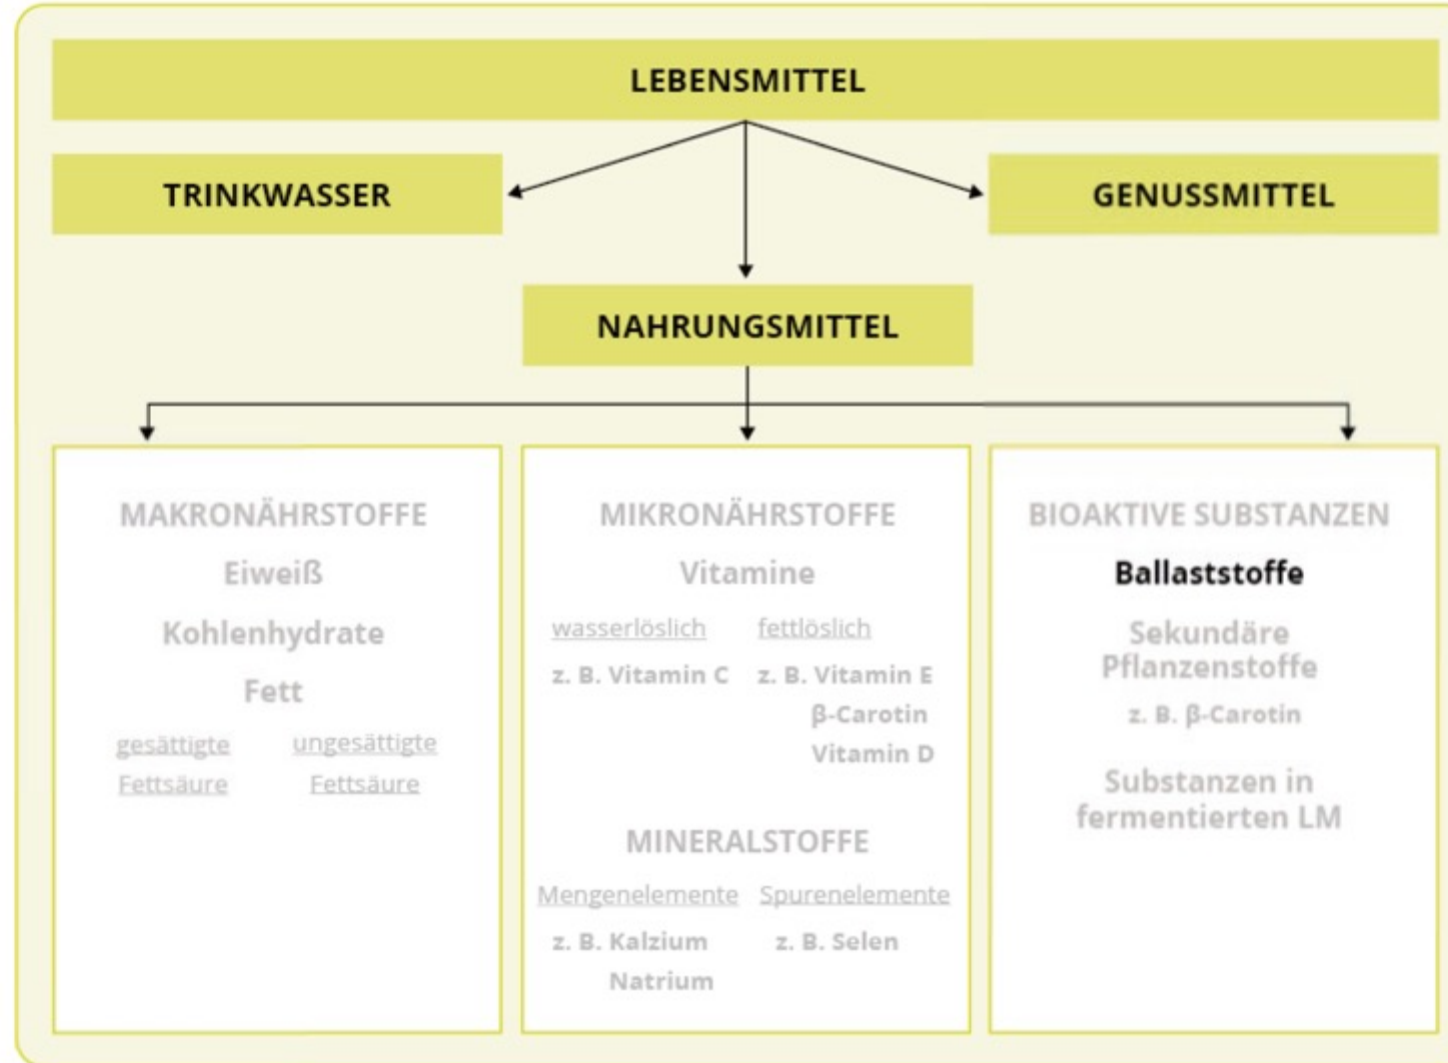 LEBENSMITTEL
TRINKWASSER
GENUSSMITTEL
NAHRUNGSMITTEL
MAKRONÄHRSTOFFE
Eiweiß
Kohlenhydrate
Fett
gesättigte ungesättigte
Fettsäure Fettsäure
MIKRONÄHRSTOFFE
Vitamine
wasserlöslich fettlöslich
z. B. Vitamin C z. B. Vitamin E
β-Carotin
Vitamin D
MINERALSTOFFE
Mengenelemente Spurenelemente
z. B. Kalzium z. B. Selen
Natrium
BIOAKTIVE SUBSTANZEN
Ballaststoffe
Sekundäre
Pflanzenstoffe
z. B. β-Carotin
Substanzen in
fermentierten LM